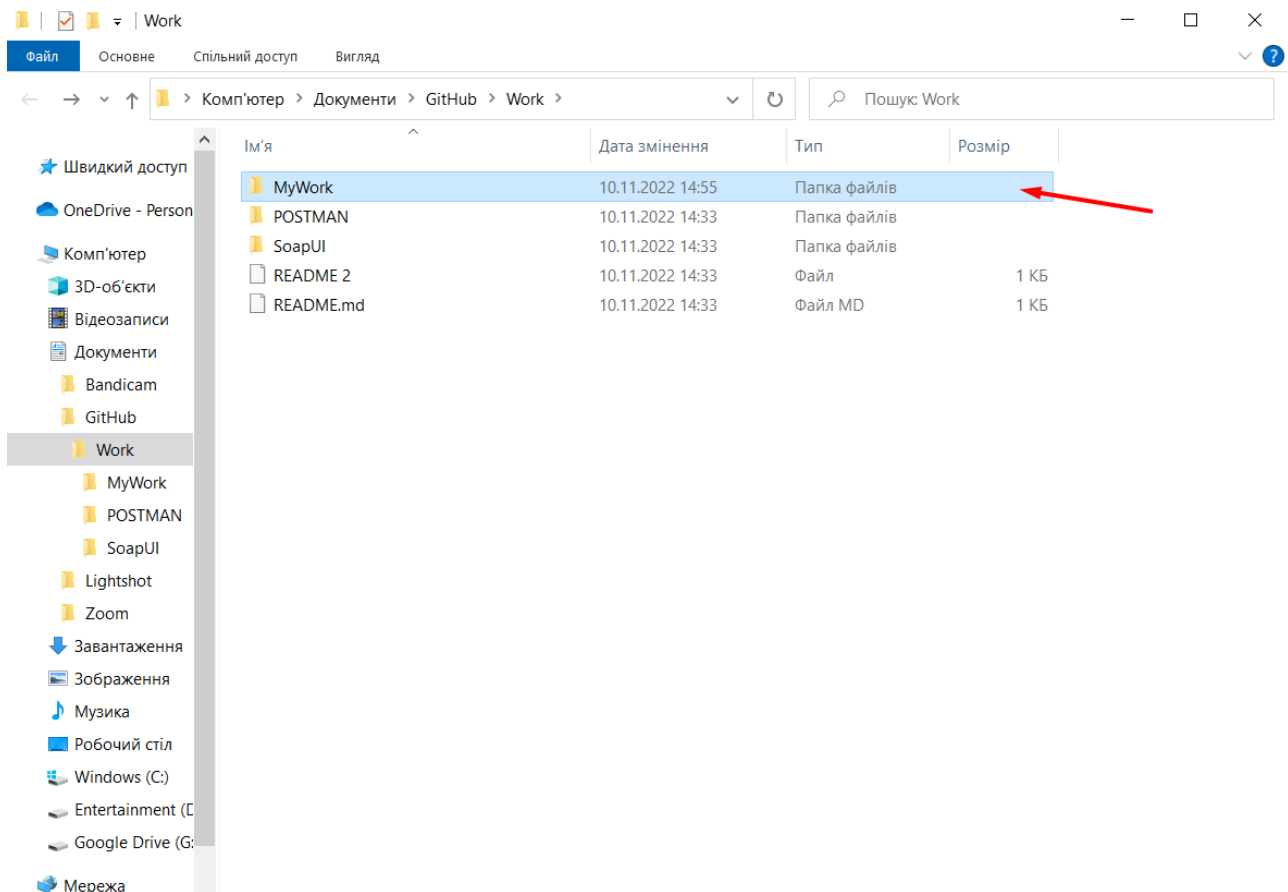 Work
Файл Основне Спільний доступ Вигляд
Комп'ютер Документи GitHub Work Пошук: Work
Ім'я Дата змінення Тип Розмір
MyWork 10.11.2022 14:55 Папка файлів
POSTMAN 10.11.2022 14:33 Папка файлів
SoapUI 10.11.2022 14:33 Папка файлів
README 2 10.11.2022 14:33 Файл 1 КБ
README.md 10.11.2022 14:33 Файл MD 1 КБ
Швидкий доступ
OneDrive - Person
Комп'ютер
3D-об'єкти
Відеозаписи
Документи
Bandicam
GitHub
Work
MyWork
POSTMAN
SoapUI
Lightshot
Zoom
Завантаження
Зображення
Музика
Робочий стіл
Windows (C:)
Entertainment (D
Google Drive (G:
Мережа